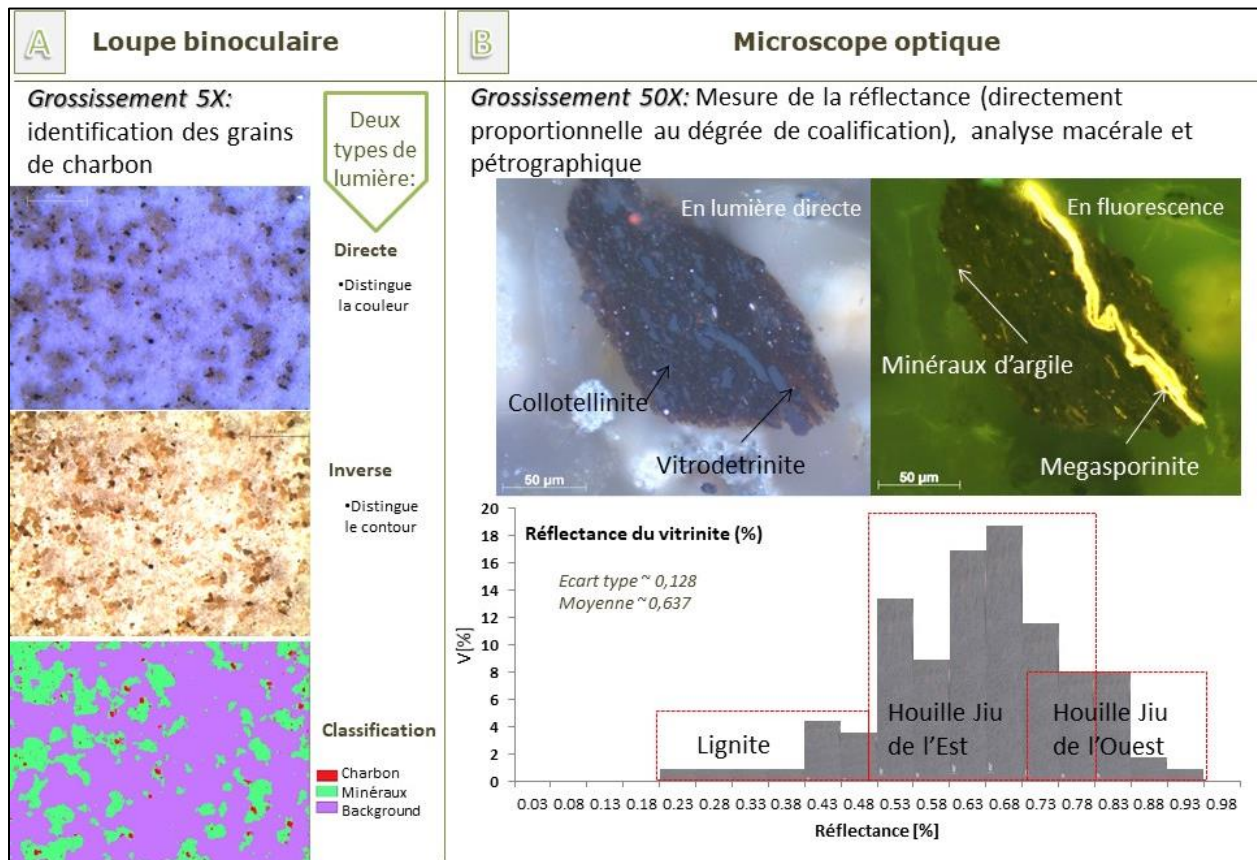 A
Loupe binoculaire
Grossissement 5X:
identification des grains
de charbon
Deux
types de
lumière:
Directe
•Distingue
la couleur
Inverse
•Distingue
le contour
Classification
Charbon
Minéraux
Background
B
Microscope optique
Grossissement 50X: Mesure de la réflectance (directement
proportionnelle au dégrée de coalification), analyse macérale et
pétrographique
En lumière directe
Collotellinite
Vitrodetrinite
50 µm
En fluorescence
Minéraux d'argile
Megasporinite
50 µm
Réflectance du vitrinite (%)
Ecart type ~ 0,128
Moyenne ~0,637
V[%]
20
18
16
14
12
10
8
6
4
2
0
Lignite
Houille Jiu
de l'Est
Houille Jiu
de l'Ouest
0.03 0.08 0.13 0.18 0.23 0.28 0.33 0.38 0.43 0.48 0.53 0.58 0.63 0.68 0.73 0.78 0.83 0.88 0.93 0.98
Réflectance [%]